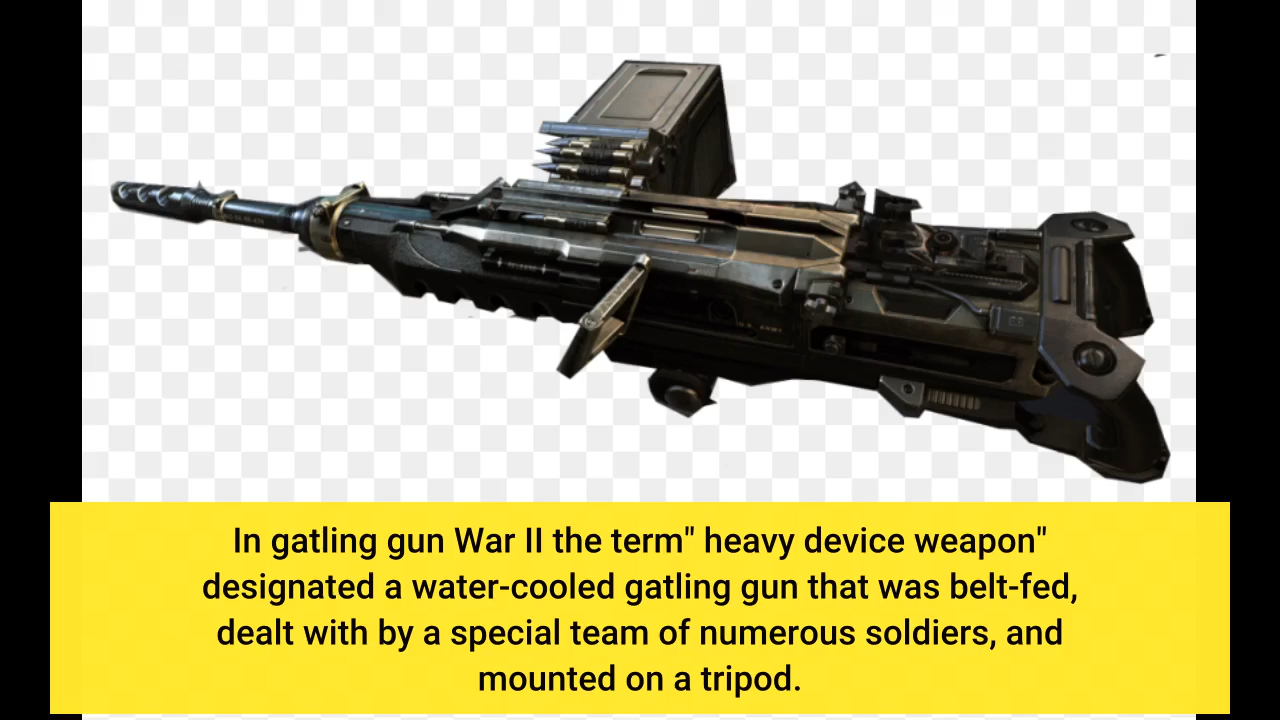 In gatling gun War II the term" heavy device weapon"
designated a water-cooled gatling gun that was belt-fed,
dealt with by a special team of numerous soldiers, and
mounted on a tripod.